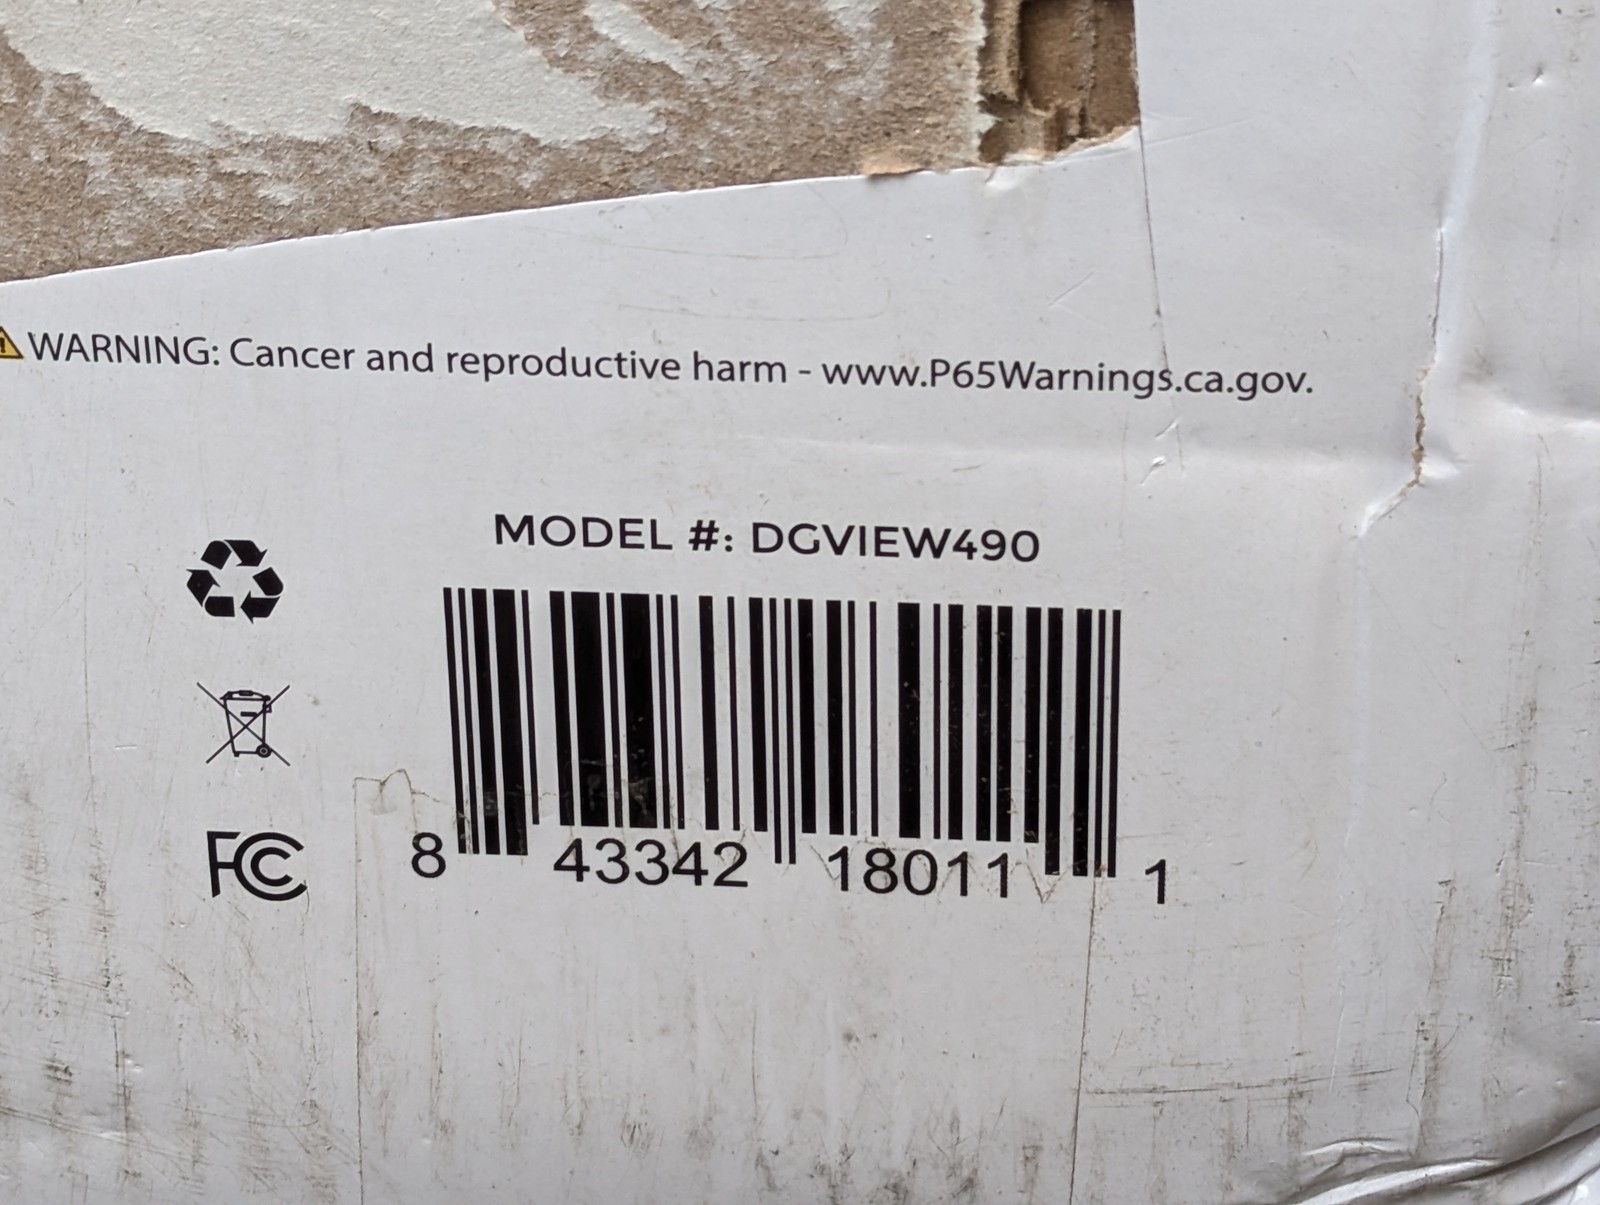 WARNING: Cancer and reproductive harm - www.P65Warnings.ca.gov.
MODEL #: DGVIEW490
8 43342 18011 1
FC